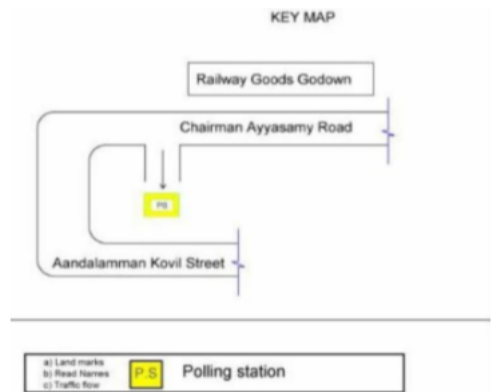 KEY MAP
Railway Goods Godown
Chairman Ayyasamy Road
PS
Aandalamman Kovil Street
a) Land marks
b) Read Names
c) Traffic flow
P.S
Polling station